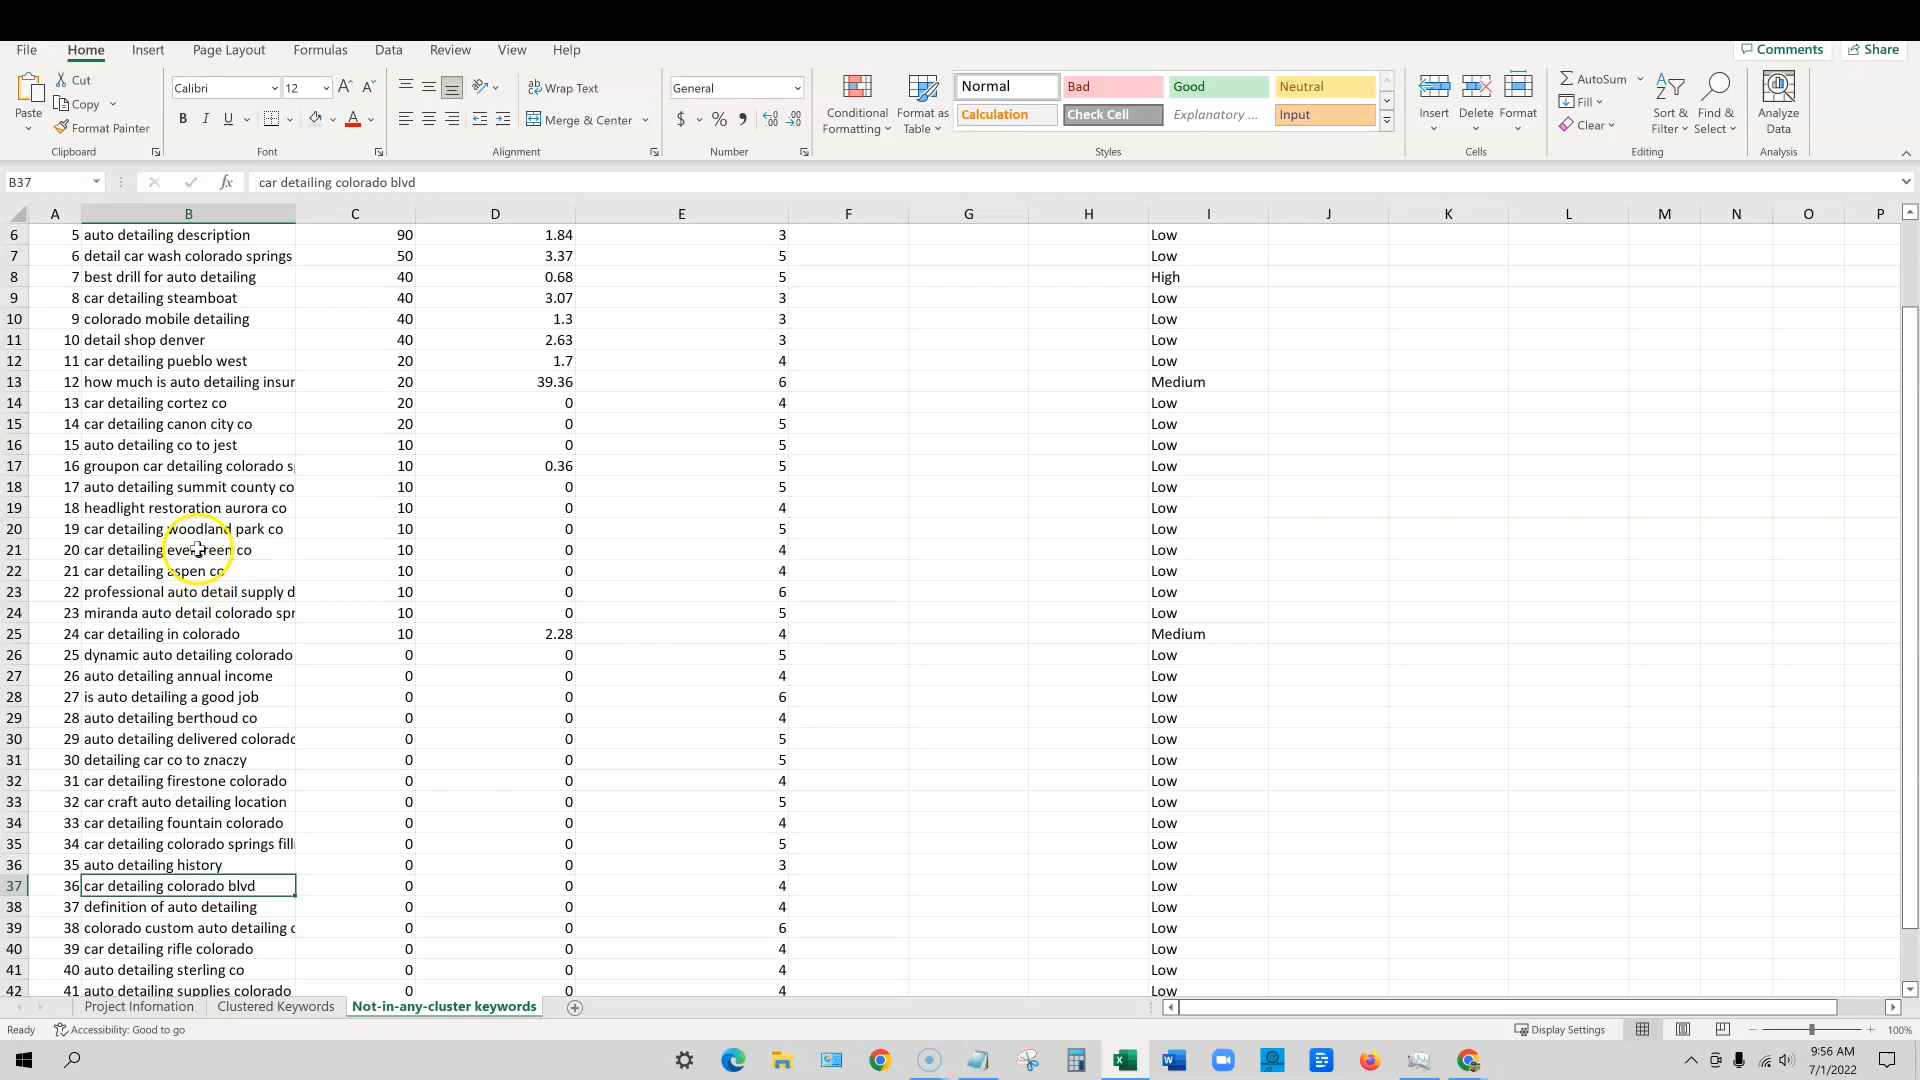 File Home Insert Page Layout Formulas Data Review View Help Comments Share
Paste Cut Copy Format Painter Clipboard
Calibri 12 B I U Font
Wrap Text Merge & Center Alignment
General $ % Number
Conditional Formatting Format as Table
Normal Bad Good Neutral
Calculation Check Cell Explanatory ... Input
Styles
Insert Delete Format Cells
AutoSum Fill Clear Sort & Filter Find & Select Editing
Analyze Data Analysis
B37 fx car detailing colorado blvd
A B C D E F G H I J K L M N O P
6 5 auto detailing description 90 1.84 3 Low
7 6 detail car wash colorado springs 50 3.37 5 Low
8 7 best drill for auto detailing 40 0.68 5 High
9 8 car detailing steamboat 40 3.07 3 Low
10 9 colorado mobile detailing 40 1.3 3 Low
11 10 detail shop denver 40 2.63 3 Low
12 11 car detailing pueblo west 20 1.7 4 Low
13 12 how much is auto detailing insur 20 39.36 6 Medium
14 13 car detailing cortez co 20 0 4 Low
15 14 car detailing canon city co 20 0 5 Low
16 15 auto detailing co to jest 10 0 5 Low
17 16 groupon car detailing colorado s 10 0.36 5 Low
18 17 auto detailing summit county co 10 0 5 Low
19 18 headlight restoration aurora co 10 0 4 Low
20 19 car detailing woodland park co 10 0 5 Low
21 20 car detailing evergreen co 10 0 4 Low
22 21 car detailing aspen co 10 0 4 Low
23 22 professional auto detail supply d 10 0 6 Low
24 23 miranda auto detail colorado spr 10 0 5 Low
25 24 car detailing in colorado 10 2.28 4 Medium
26 25 dynamic auto detailing colorado 0 0 5 Low
27 26 auto detailing annual income 0 0 4 Low
28 27 is auto detailing a good job 0 0 6 Low
29 28 auto detailing berthoud co 0 0 4 Low
30 29 auto detailing delivered colorado 0 0 5 Low
31 30 detailing car co to znaczy 0 0 5 Low
32 31 car detailing firestone colorado 0 0 4 Low
33 32 car craft auto detailing location 0 0 5 Low
34 33 car detailing fountain colorado 0 0 4 Low
35 34 car detailing colorado springs fill 0 0 5 Low
36 35 auto detailing history 0 0 3 Low
37 36 car detailing colorado blvd 0 0 4 Low
38 37 definition of auto detailing 0 0 4 Low
39 38 colorado custom auto detailing c 0 0 6 Low
40 39 car detailing rifle colorado 0 0 4 Low
41 40 auto detailing sterling co 0 0 4 Low
42 41 auto detailing supplies colorado 0 0 4 Low
Project Infomation Clustered Keywords Not-in-any-cluster keywords
Ready Accessibility: Good to go Display Settings 100%
9:56 AM
7/1/2022